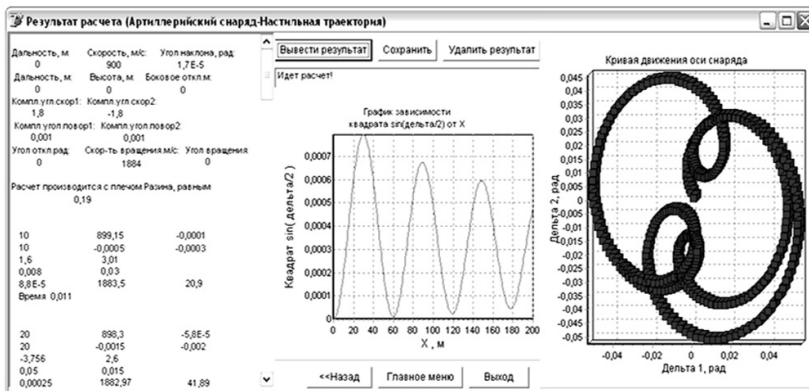 Результат расчета (Артиллерийский снаряд-Настильная траектория)
Дальность, м: Скорость, м/с: Угол наклона, рад:
0 900 1,7E-5
Дальность, м: Высота, м: Боковое откл.м:
0 0 0
Компл.угл.скор1: Компл.угл.скор2:
1,8 -1,8
Компл.угол.повор1: Компл.угол.повор2
0,001 0,001
Угол откл.рад: Скор-ть вращения.м/с: Угол вращения:
0 1884 0
Расчет производится с плечом Разина, равным
0,19
10 899,15 -0,0001
10 -0,0005 -0,0003
1,6 3,01
0,008 0,03
8,8E-5 1883,5 20,9
Время 0,011
20 898,3 -5,8E-5
20 -0,0015 -0,002
-3,756 2,6
0,05 0,015
0,00025 1882,97 41,89
Вывести результат Сохранить Удалить результат
Идет расчет!
График зависимости
квадрата sin(дельта/2) от X
Квадрат sin( дельта/2)
0,0007
0,0006
0,0005
0,0004
0,0003
0,0002
0,0001
0
0 20 40 60 80 100 120 140 160 180 200
X , м
<<Назад Главное меню Выход
Кривая движения оси снаряда
Дельта 2, рад
0,045
0,04
0,035
0,03
0,025
0,02
0,015
0,01
0,005
0
-0,005
-0,01
-0,015
-0,02
-0,025
-0,03
-0,035
-0,04
-0,045
-0,05
-0,04 -0,02 0 0,02 0,04
Дельта 1, рад